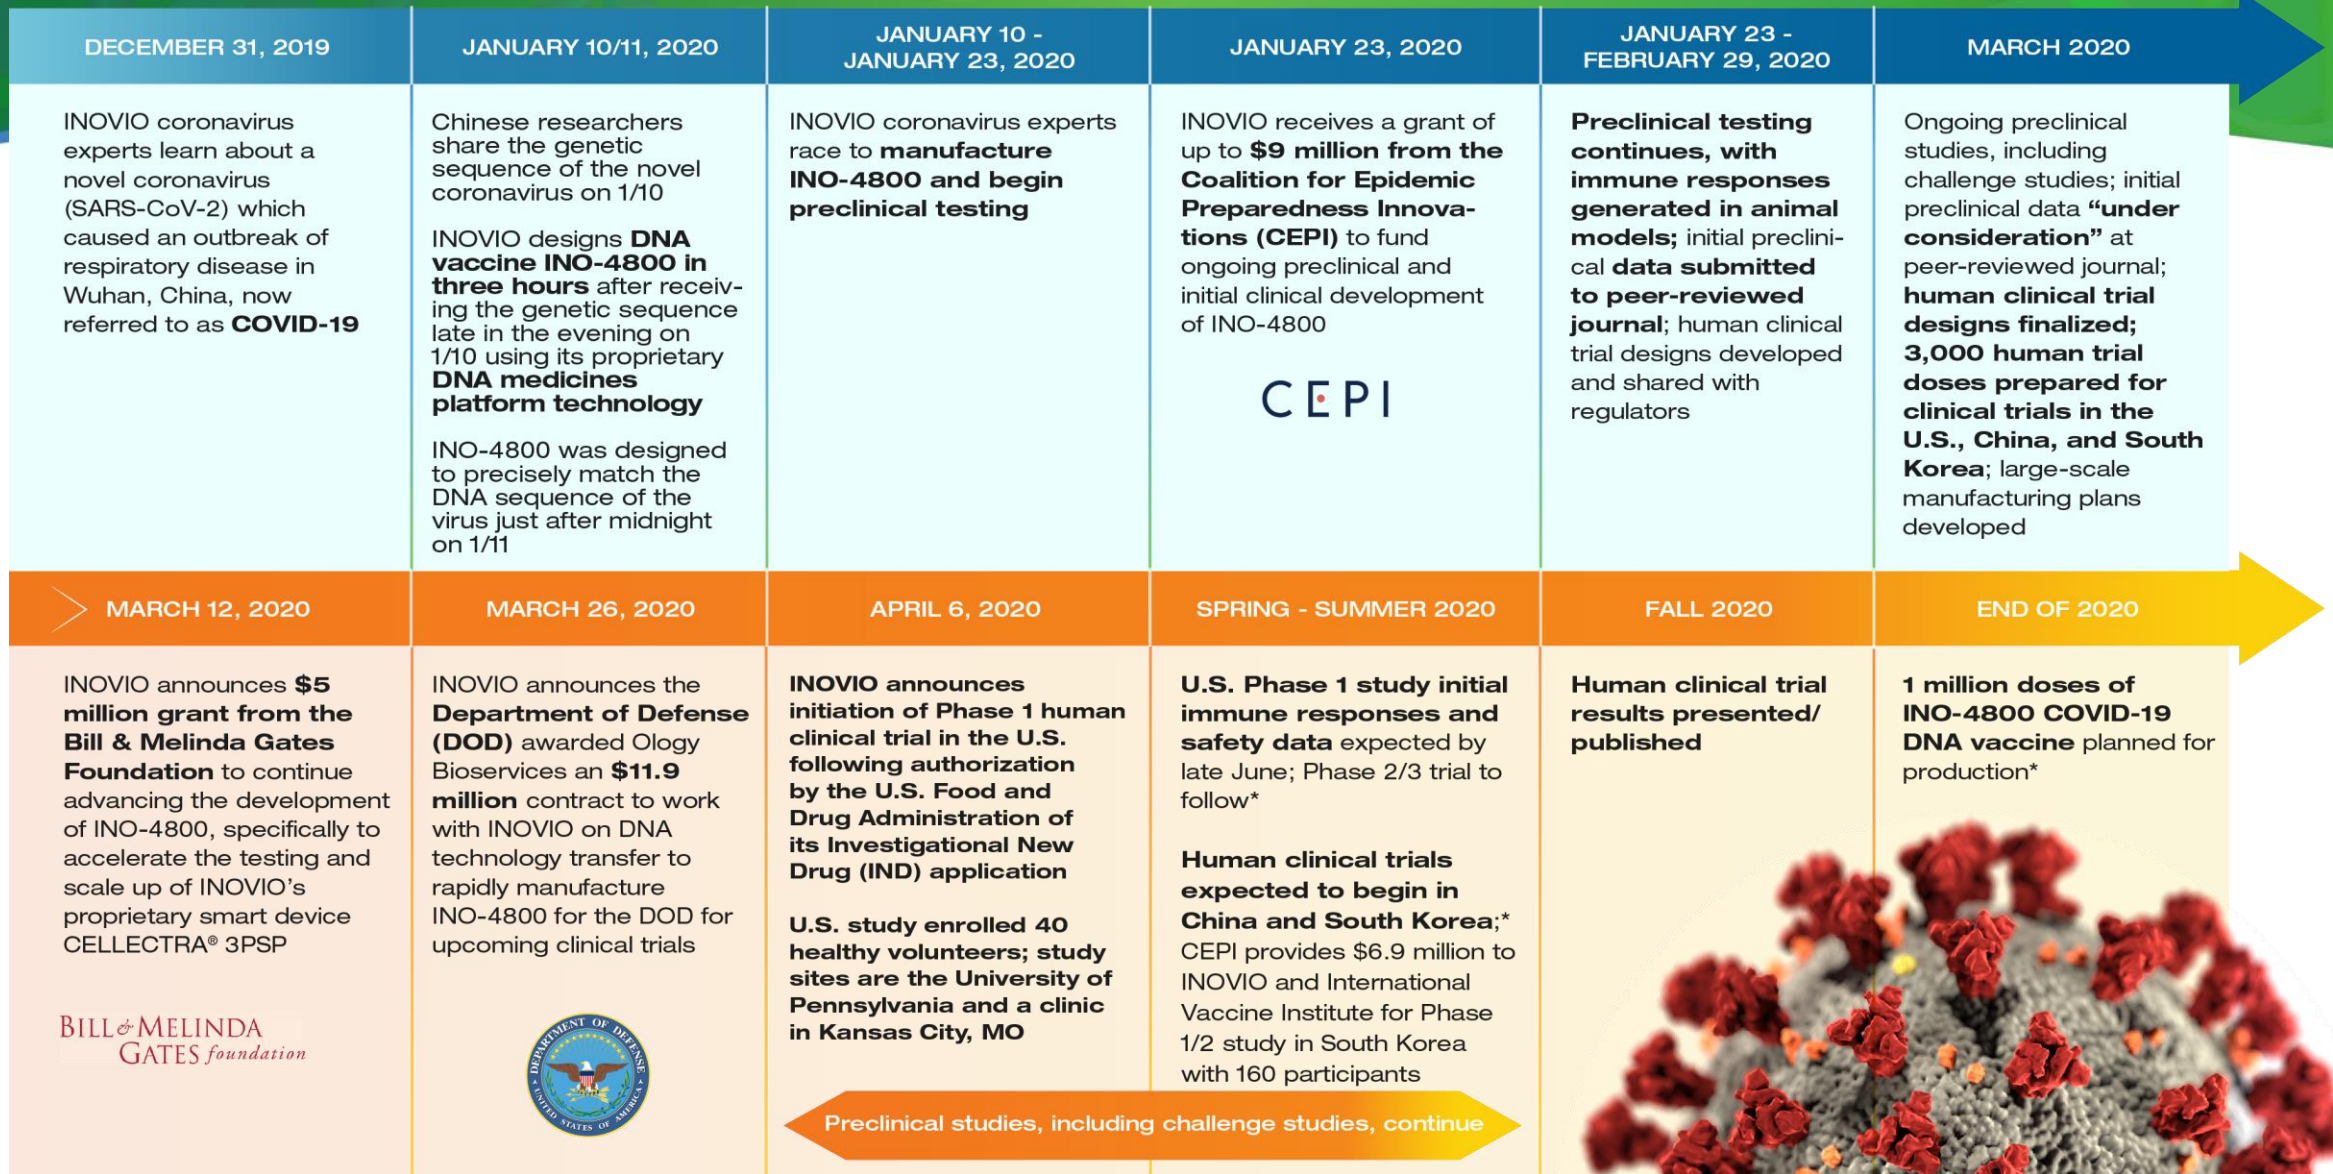 DECEMBER 31, 2019
INOVIO coronavirus
experts learn about a
novel coronavirus
(SARS-CoV-2) which
caused an outbreak of
respiratory disease in
Wuhan, China, now
referred to as COVID-19
JANUARY 10/11, 2020
Chinese researchers
share the genetic
sequence of the novel
coronavirus on 1/10
INOVIO designs DNA
vaccine INO-4800 in
three hours after receiv-
ing the genetic sequence
late in the evening on
1/10 using its proprietary
DNA medicines
platform technology
INO-4800 was designed
to precisely match the
DNA sequence of the
virus just after midnight
on 1/11
JANUARY 10 -
JANUARY 23, 2020
INOVIO coronavirus experts
race to manufacture
INO-4800 and begin
preclinical testing
JANUARY 23, 2020
INOVIO receives a grant of
up to $9 million from the
Coalition for Epidemic
Preparedness Innova-
tions (CEPI) to fund
ongoing preclinical and
initial clinical development
of INO-4800
CEPI
JANUARY 23 -
FEBRUARY 29, 2020
Preclinical testing
continues, with
immune responses
generated in animal
models; initial preclini-
cal data submitted
to peer-reviewed
journal; human clinical
trial designs developed
and shared with
regulators
MARCH 2020
Ongoing preclinical
studies, including
challenge studies; initial
preclinical data “under
consideration” at
peer-reviewed journal;
human clinical trial
designs finalized;
3,000 human trial
doses prepared for
clinical trials in the
U.S., China, and South
Korea; large-scale
manufacturing plans
developed
MARCH 12, 2020
INOVIO announces $5
million grant from the
Bill & Melinda Gates
Foundation to continue
advancing the development
of INO-4800, specifically to
accelerate the testing and
scale up of INOVIO’s
proprietary smart device
CELLECTRA® 3PSP
BILL & MELINDA
GATES foundation
MARCH 26, 2020
INOVIO announces the
Department of Defense
(DOD) awarded Ology
Bioservices an $11.9
million contract to work
with INOVIO on DNA
technology transfer to
rapidly manufacture
INO-4800 for the DOD for
upcoming clinical trials
DEPARTMENT OF DEFENSE
UNITED STATES OF AMERICA
APRIL 6, 2020
INOVIO announces
initiation of Phase 1 human
clinical trial in the U.S.
following authorization
by the U.S. Food and
Drug Administration of
its Investigational New
Drug (IND) application
U.S. study enrolled 40
healthy volunteers; study
sites are the University of
Pennsylvania and a clinic
in Kansas City, MO
SPRING - SUMMER 2020
U.S. Phase 1 study initial
immune responses and
safety data expected by
late June; Phase 2/3 trial to
follow*
Human clinical trials
expected to begin in
China and South Korea;*
CEPI provides $6.9 million to
INOVIO and International
Vaccine Institute for Phase
1/2 study in South Korea
with 160 participants
Preclinical studies, including challenge studies, continue
FALL 2020
Human clinical trial
results presented/
published
END OF 2020
1 million doses of
INO-4800 COVID-19
DNA vaccine planned for
production*